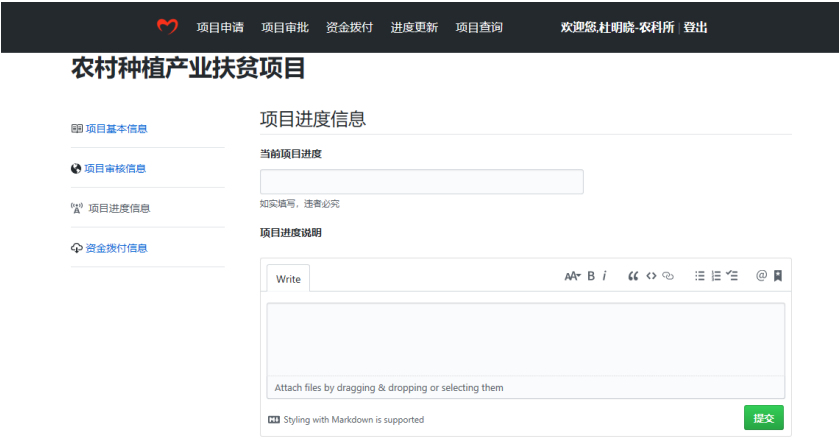 项目申请 项目审批 资金拨付 进度更新 项目查询 欢迎您,杜明晓-农科所 | 登出
农村种植产业扶贫项目
项目基本信息
项目审核信息
项目进度信息
资金拨付信息
项目进度信息
当前项目进度
如实填写，违者必究
项目进度说明
Write
AA B i “ <> @
Attach files by dragging & dropping or selecting them
Styling with Markdown is supported
提交